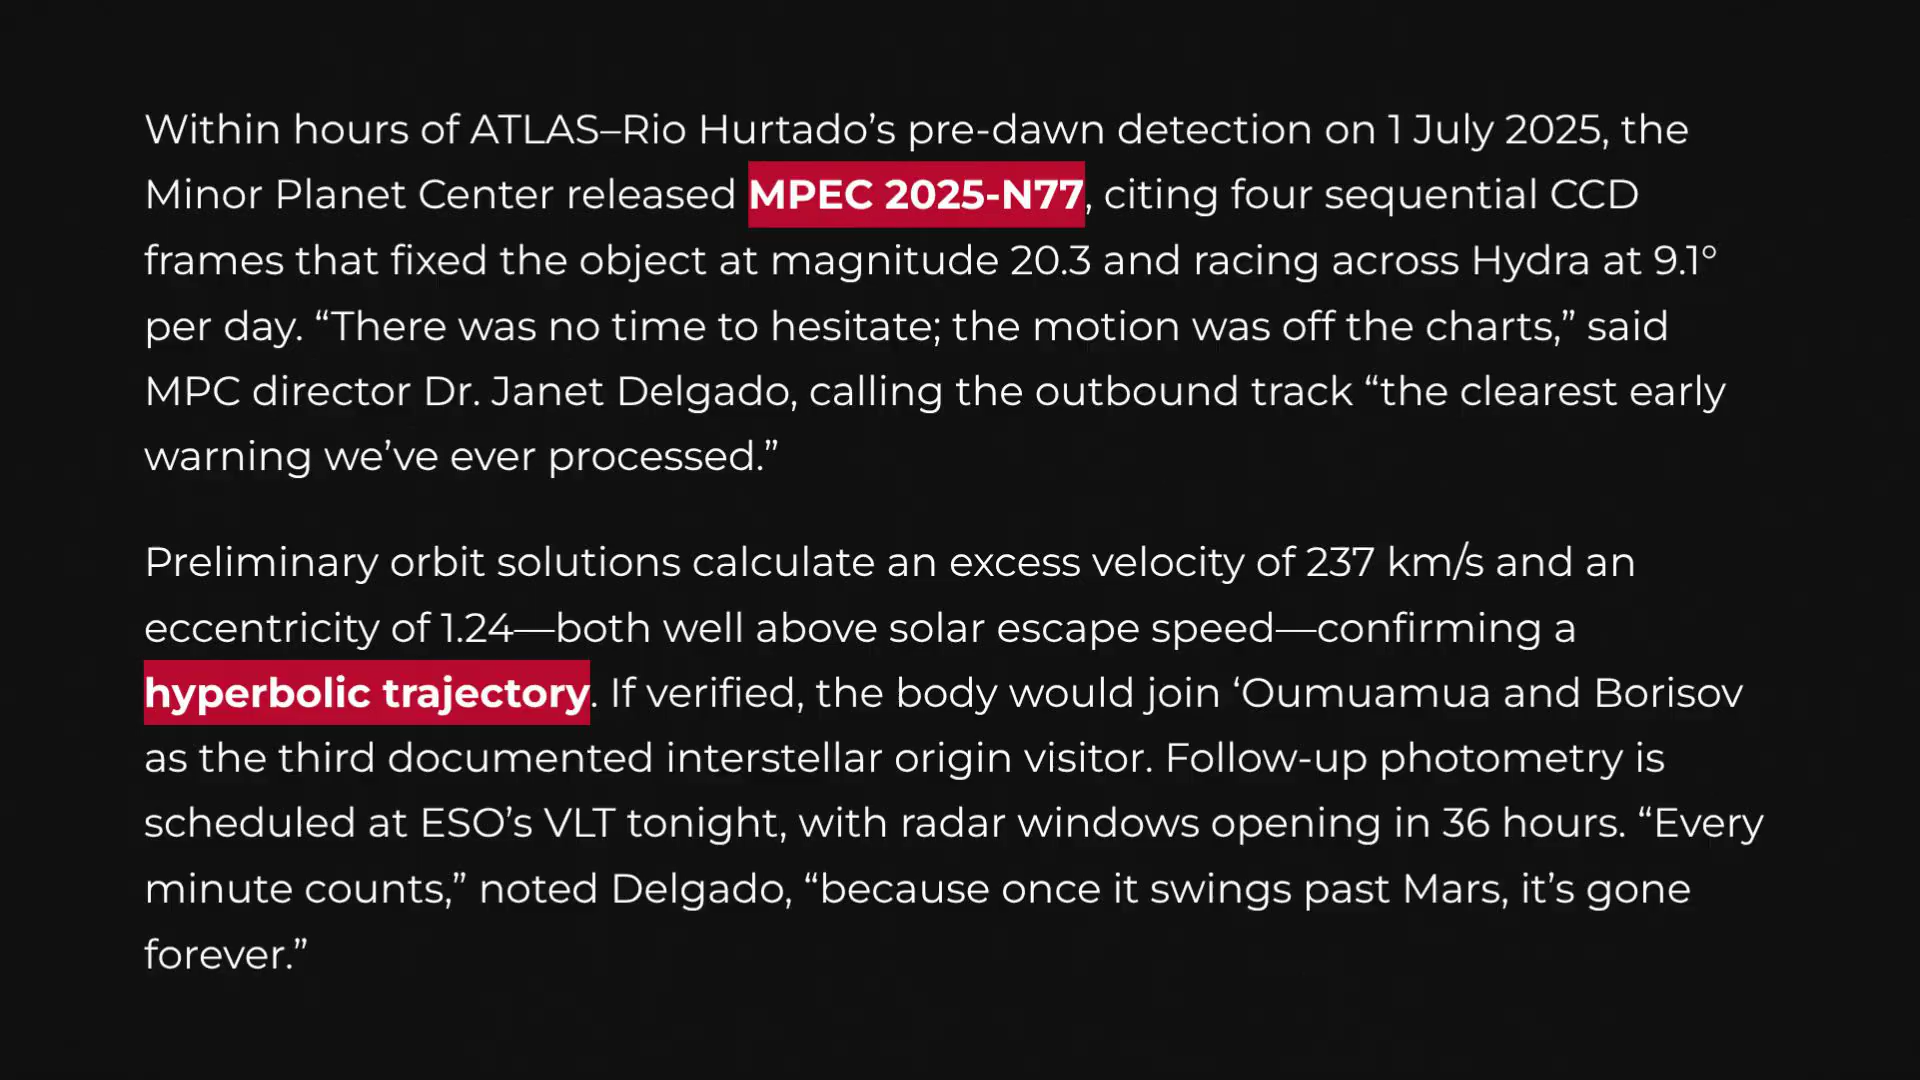 Within hours of ATLAS–Rio Hurtado’s pre-dawn detection on 1 July 2025, the
Minor Planet Center released MPEC 2025-N77, citing four sequential CCD
frames that fixed the object at magnitude 20.3 and racing across Hydra at 9.1°
per day. “There was no time to hesitate; the motion was off the charts,” said
MPC director Dr. Janet Delgado, calling the outbound track “the clearest early
warning we’ve ever processed.”
Preliminary orbit solutions calculate an excess velocity of 237 km/s and an
eccentricity of 1.24—both well above solar escape speed—confirming a
hyperbolic trajectory. If verified, the body would join ‘Oumuamua and Borisov
as the third documented interstellar origin visitor. Follow-up photometry is
scheduled at ESO’s VLT tonight, with radar windows opening in 36 hours. “Every
minute counts,” noted Delgado, “because once it swings past Mars, it’s gone
forever.”